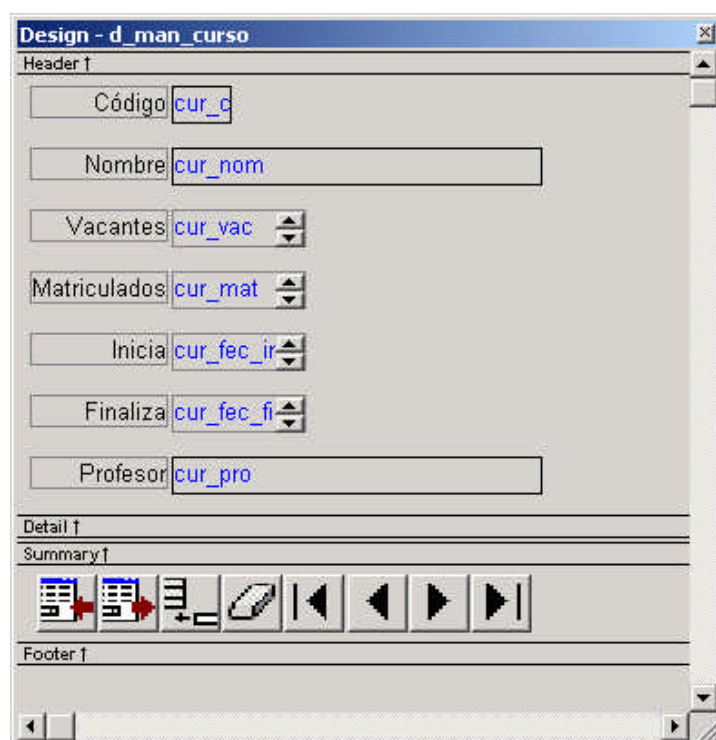 Design - d_man_curso
Header ↑
Código cur_c
Nombre cur_nom
Vacantes cur_vac
Matriculados cur_mat
Inicia cur_fec_in
Finaliza cur_fec_fi
Profesor cur_pro
Detail ↑
Summary ↑
Footer ↑